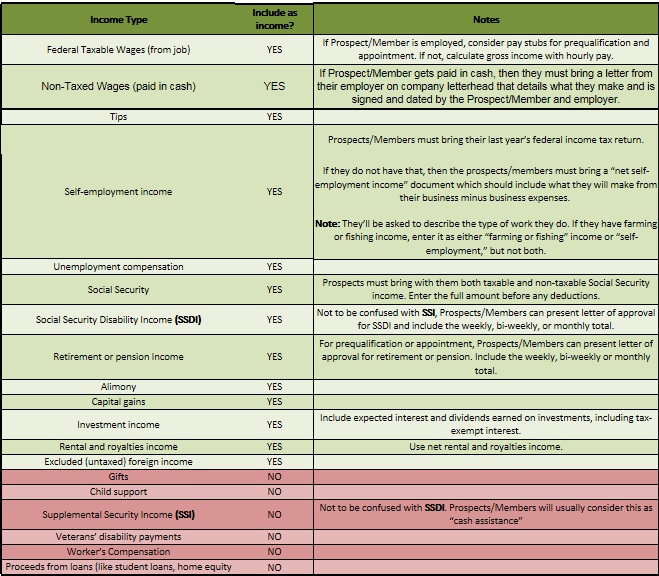 Income Type
Include as
income?
Notes
Federal Taxable Wages (from job)
YES
If Prospect/Member is employed, consider pay stubs for prequalification and
appointment. If not, calculate gross income with hourly pay.
Non-Taxed Wages (paid in cash)
YES
If Prospect/Member gets paid in cash, then they must bring a letter from
their employer on company letterhead that details what they make and is
signed and dated by the Prospect/Member and employer.
Tips
YES
Self-employment income
YES
Prospects/Members must bring their last year's federal income tax return.
If they do not have that, then the prospects/members must bring a "net self-
employment income" document which should include what they will make from
their business minus business expenses.
Note: They'll be asked to describe the type of work they do. If they have farming
or fishing income, enter it as either "farming or fishing" income or "self-
employment," but not both.
Unemployment compensation
YES
Social Security
YES
Prospects must bring with them both taxable and non-taxable Social Security
income. Enter the full amount before any deductions.
Social Security Disability Income (SSDI)
YES
Not to be confused with SSI, Prospects/Members can present letter of approval
for SSDI and include the weekly, bi-weekly, or monthly total.
Retirement or pension Income
YES
For prequalification or appointment, Prospects/Members can present letter of
approval for retirement or pension. Include the weekly, bi-weekly or monthly
total.
Alimony
YES
Capital gains
YES
Investment income
YES
Include expected interest and dividends earned on investments, including tax-
exempt interest.
Rental and royalties income
YES
Use net rental and royalties income.
Excluded (untaxed) foreign income
YES
Gifts
NO
Child support
NO
Supplemental Security Income (SSI)
NO
Not to be confused with SSDI. Prospects/Members will usually consider this as
"cash assistance"
Veterans' disability payments
NO
Worker's Compensation
NO
Proceeds from loans (like student loans, home equity
NO